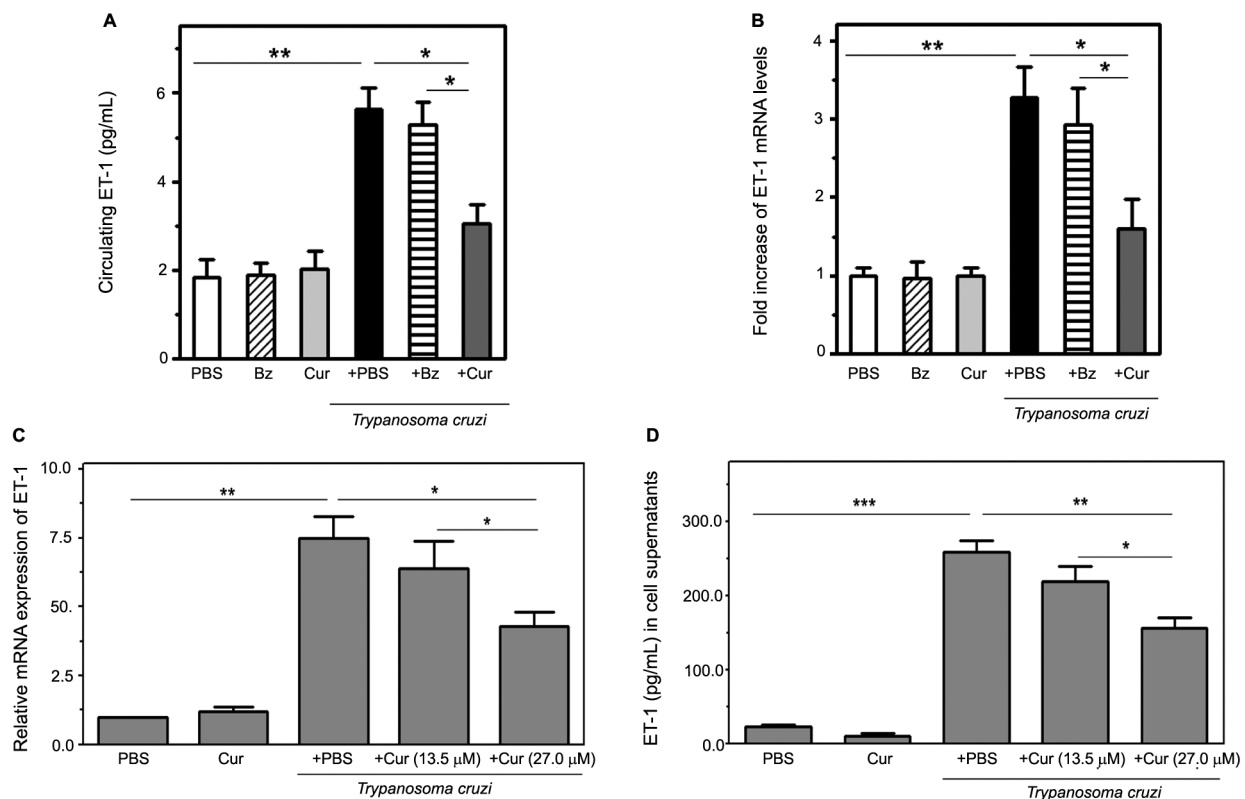 A
Circulating ET-1 (pg/mL)
6
4
2
0
**
*
*
PBS Bz Cur +PBS +Bz +Cur
Trypanosoma cruzi
B
Fold increase of ET-1 mRNA levels
4
3
2
1
0
**
*
*
PBS Bz Cur +PBS +Bz +Cur
Trypanosoma cruzi
C
Relative mRNA expression of ET-1
10.0
7.5
50.
2.5
0.0
**
*
*
PBS Cur +PBS +Cur (13.5 µM) +Cur (27.0 µM)
Trypanosoma cruzi
D
ET-1 (pg/mL) in cell supernatants
300.0
200.0
100.0
0.0
***
**
*
PBS Cur +PBS +Cur (13.5 µM) +Cur (27.0 µM)
Trypanosoma cruzi